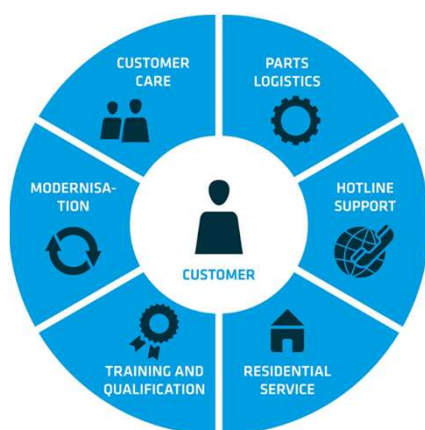 CUSTOMER
CARE
PARTS
LOGISTICS
MODERNISA-
TION
HOTLINE
SUPPORT
CUSTOMER
TRAINING AND
QUALIFICATION
RESIDENTIAL
SERVICE